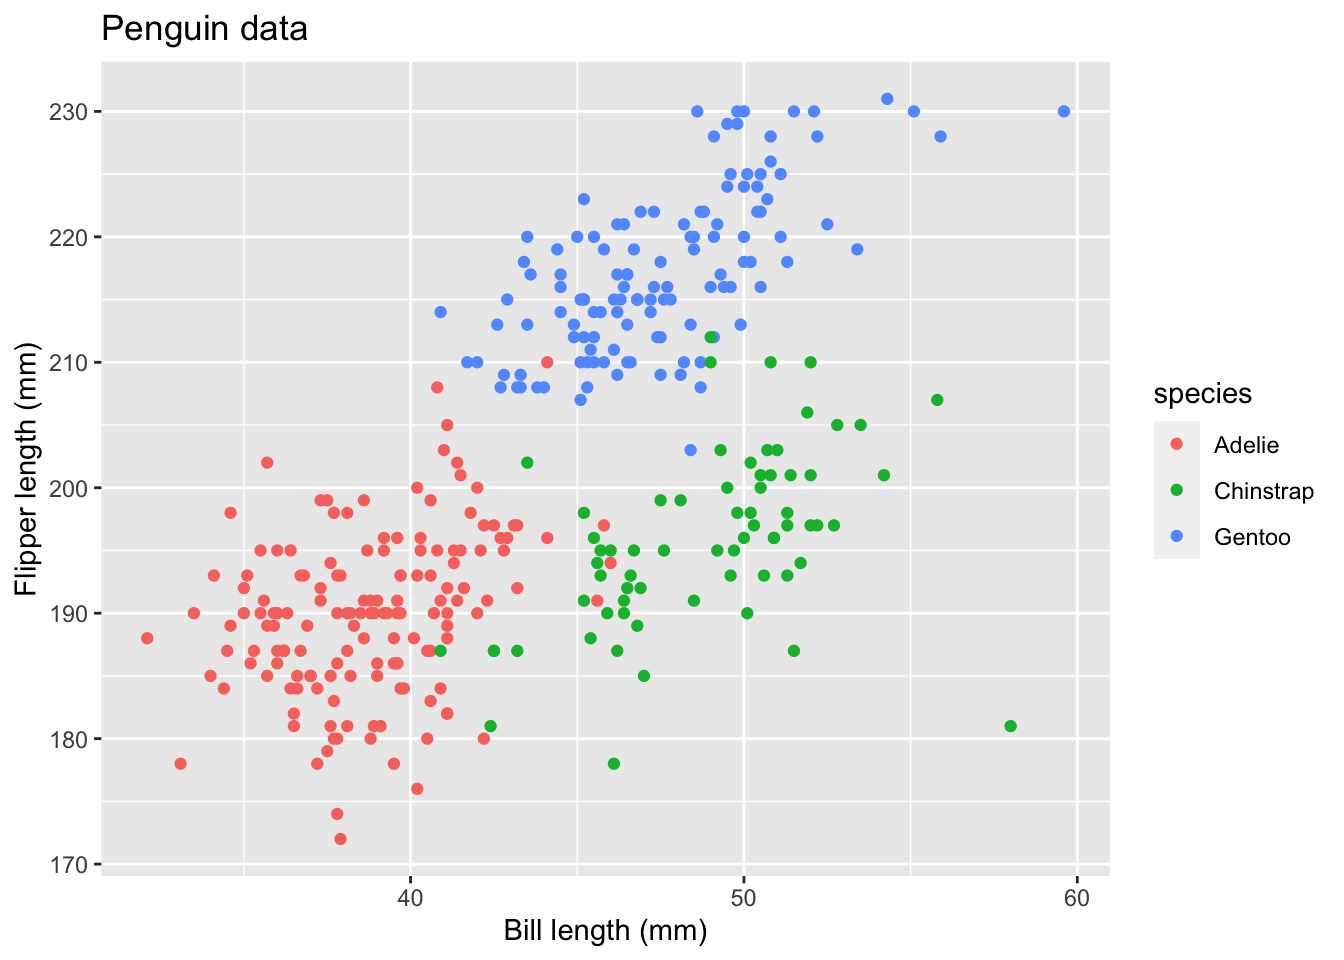 Penguin data
230
220
210
200
190
180
170
Flipper length (mm)
40
50
60
Bill length (mm)
species
Adelie
Chinstrap
Gentoo